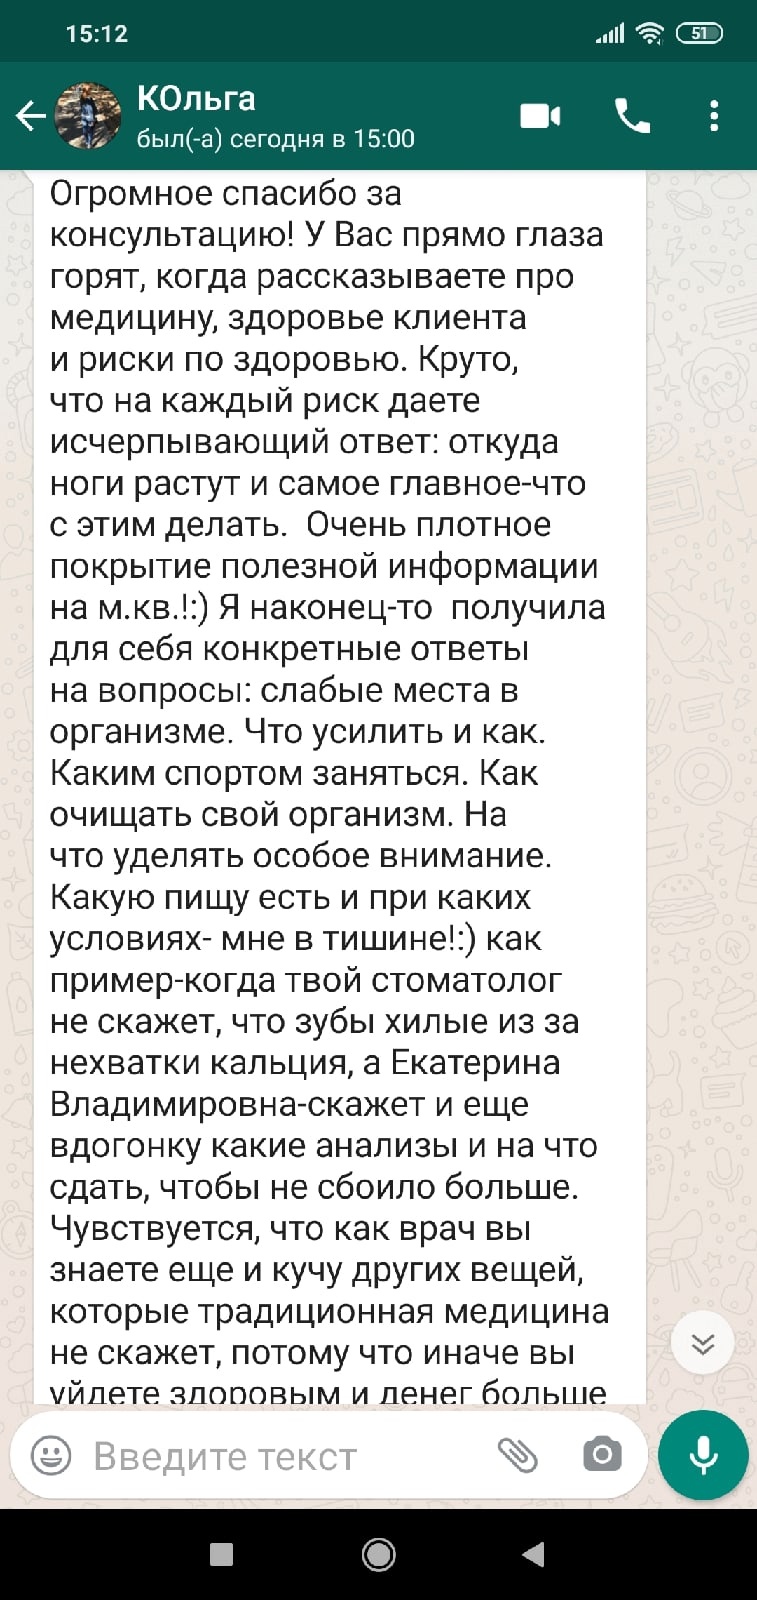 15:12
51
КОльга
был(-а) сегодня в 15:00
Огромное спасибо за
консультацию! У Вас прямо глаза
горят, когда рассказываете про
медицину, здоровье клиента
и риски по здоровью. Круто,
что на каждый риск даете
исчерпывающий ответ: откуда
ноги растут и самое главное-что
с этим делать.  Очень плотное
покрытие полезной информации
на м.кв.!:) Я наконец-то  получила
для себя конкретные ответы
на вопросы: слабые места в
организме. Что усилить и как.
Каким спортом заняться. Как
очищать свой организм. На
что уделять особое внимание.
Какую пищу есть и при каких
условиях- мне в тишине!:) как
пример-когда твой стоматолог
не скажет, что зубы хилые из за
нехватки кальция, а Екатерина
Владимировна-скажет и еще
вдогонку какие анализы и на что
сдать, чтобы не сбоило больше.
Чувствуется, что как врач вы
знаете еще и кучу других вещей,
которые традиционная медицина
не скажет, потому что иначе вы
уйдете здоровым и денег больше
Введите текст